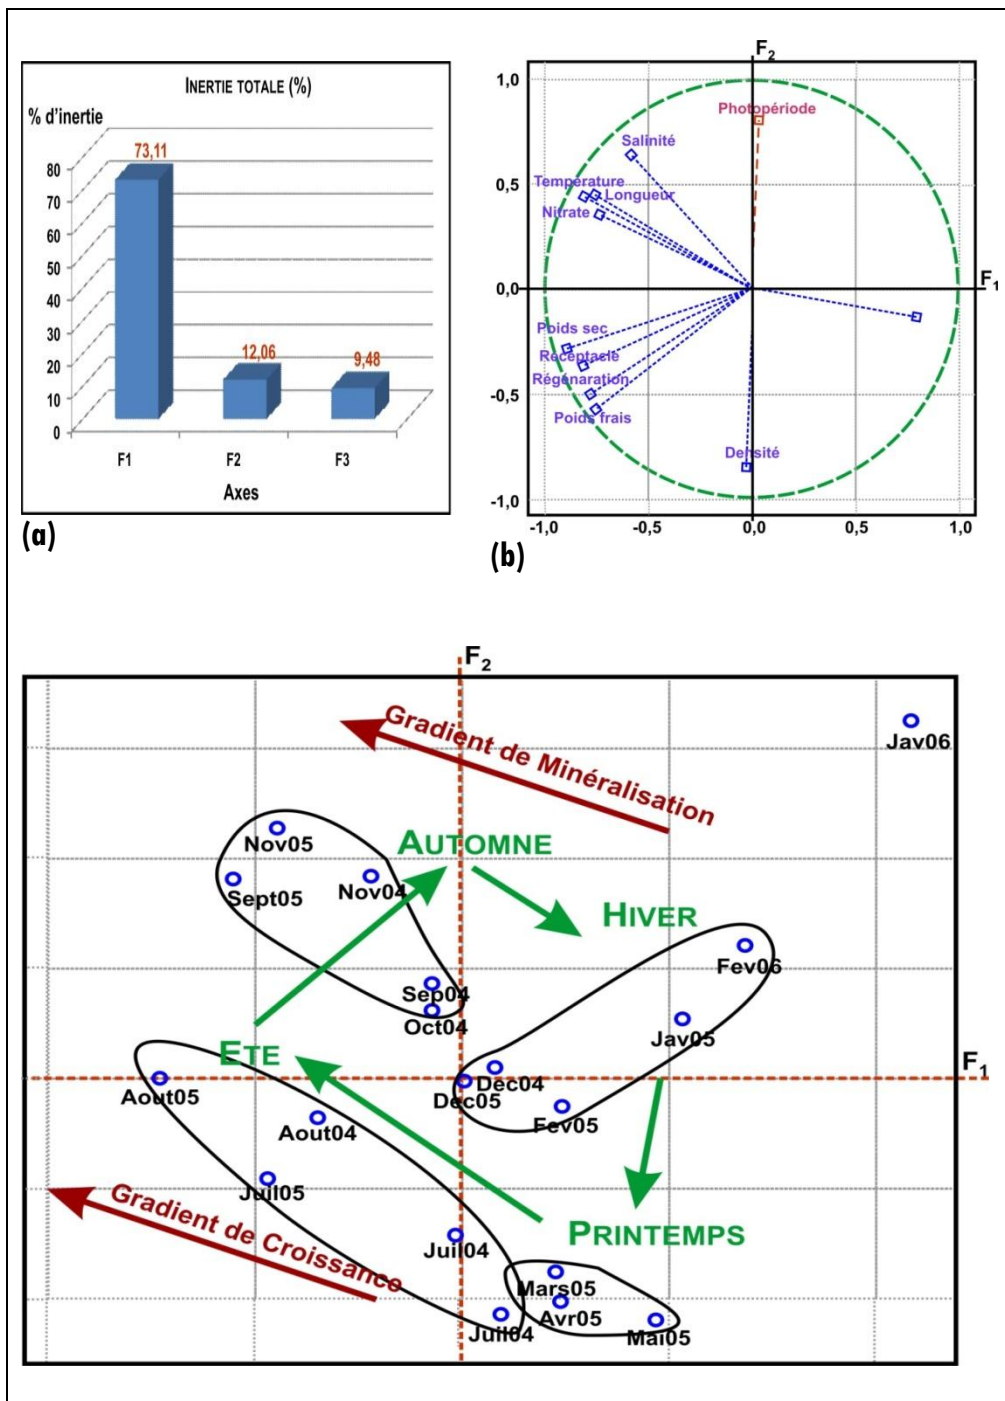 INERTIE TOTALE (%)
% d'inertie
80
70
60
50
40
30
20
10
0
73,11
12,06
9,48
F1
F2
F3
Axes
(a)
F2
1,0
0,5
0,0
-0,5
-1,0
Photopériode
Salinité
Température
Longueur
Nitrate
F1
Poids sec
Réceptacle
Régénaration
Poids frais
Densité
-1,0
-0,5
0,0
0,5
1,0
(b)
F2
Gradient de Minéralisation
Jav06
Nov05
AUTOMNE
Sept05
Nov04
HIVER
Fev06
Sep04
Oct04
Jav05
ETE
F1
Dec04
Dec05
Aout05
Fev05
Aout04
Juil05
Gradient de Croissance
PRINTEMPS
Juil04
Mars05
Avr05
Juil04
Mai05